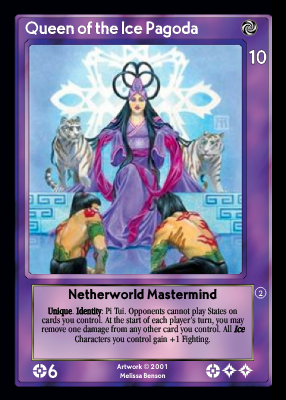 Queen of the Ice Pagoda
10
Netherworld Mastermind
2
Unique. Identity: Pi Tui. Opponents cannot play States on
cards you control. At the start of each player's turn, you may
remove one damage from any other card you control. All Ice
Characters you control gain +1 Fighting.
6
Artwork © 2001
Melissa Benson